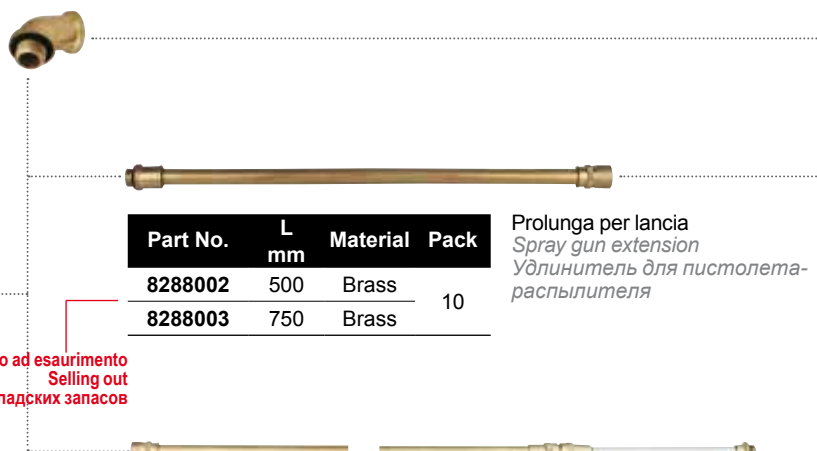 Part No. L mm Material Pack
8288002 500 Brass 10
8288003 750 Brass
Prolunga per lancia
Spray gun extension
Удлинитель для пистолета-
распылителя
ad esaurimento
Selling out
запасов